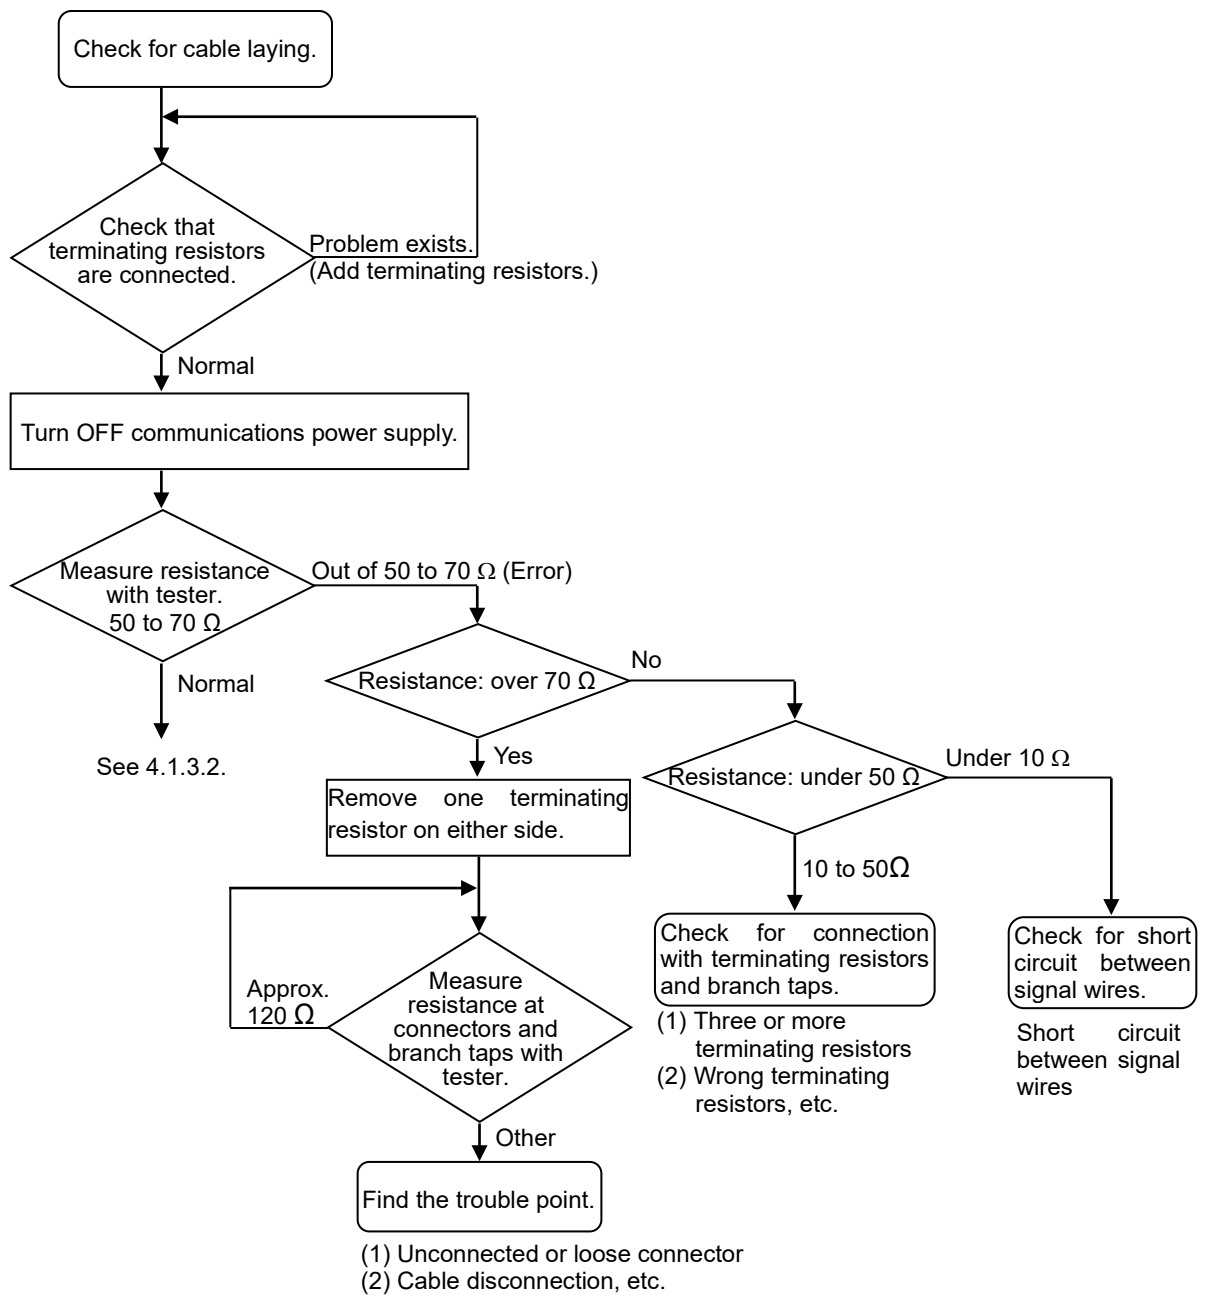 Check for cable laying.
Check that
terminating resistors
are connected.
Problem exists.
(Add terminating resistors.)
Normal
Turn OFF communications power supply.
Measure resistance
with tester.
50 to 70 Ω
Out of 50 to 70 Ω (Error)
Normal
See 4.1.3.2.
Resistance: over 70 Ω
No
Yes
Remove one terminating
resistor on either side.
Resistance: under 50 Ω
Under 10 Ω
10 to 50Ω
Approx.
120 Ω
Measure
resistance at
connectors and
branch taps with
tester.
Check for connection
with terminating resistors
and branch taps.
(1) Three or more
terminating resistors
(2) Wrong terminating
resistors, etc.
Check for short
circuit between
signal wires.
Short circuit
between signal
wires
Other
Find the trouble point.
(1) Unconnected or loose connector
(2) Cable disconnection, etc.